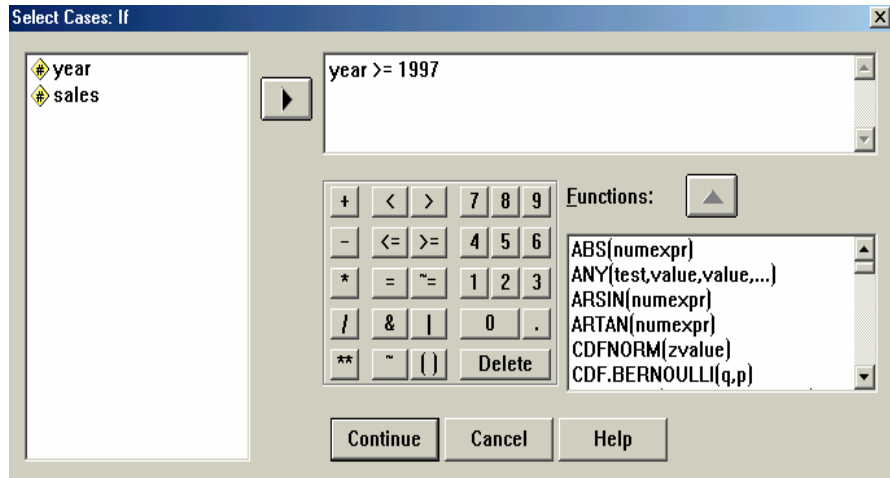 Select Cases: If
year
sales
year >= 1997
+ < > 7 8 9
- <= >= 4 5 6
* = ~= 1 2 3
/ & | 0 .
** ~ ( ) Delete
Functions:
ABS(numexpr)
ANY(test,value,value,...)
ARSIN(numexpr)
ARTAN(numexpr)
CDFNORM(zvalue)
CDF.BERNOULLI(q,p)
Continue Cancel Help